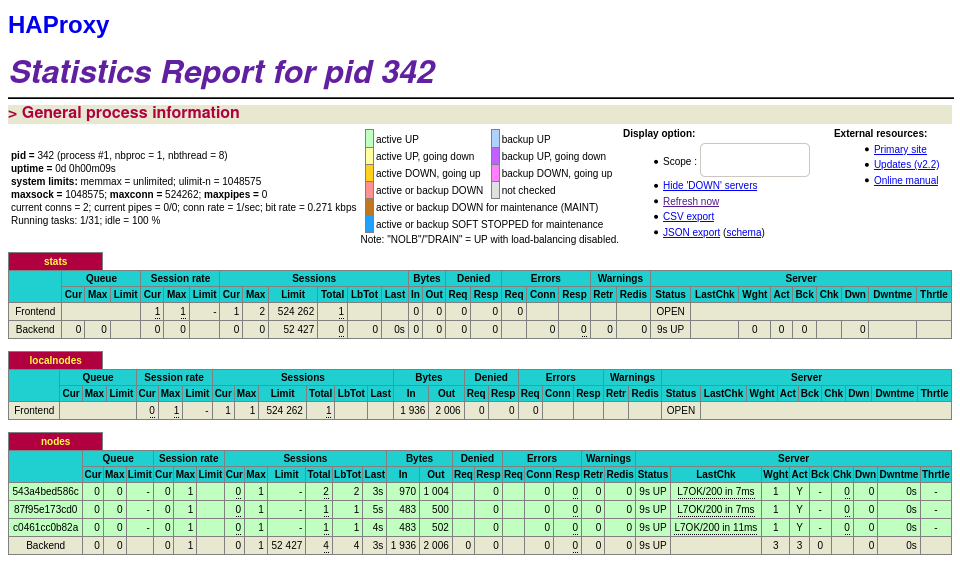 HAProxy
Statistics Report for pid 342
> General process information
pid = 342 (process #1, nbproc = 1, nbthread = 8)
uptime = 0d 0h00m09s
system limits: memmax = unlimited; ulimit-n = 1048575
maxsock = 1048575; maxconn = 524262; maxpipes = 0
current conns = 2; current pipes = 0/0; conn rate = 1/sec; bit rate = 0.271 kbps
Running tasks: 1/31; idle = 100 %
active UP backup UP
active UP, going down backup UP, going down
active DOWN, going up backup DOWN, going up
active or backup DOWN not checked
active or backup DOWN for maintenance (MAINT)
active or backup SOFT STOPPED for maintenance
Note: "NOLB"/"DRAIN" = UP with load-balancing disabled.
Display option:
• Scope :
• Hide 'DOWN' servers
• Refresh now
• CSV export
• JSON export (schema)
External resources:
• Primary site
• Updates (v2.2)
• Online manual
stats
Queue Session rate Sessions Bytes Denied Errors Warnings Server
Cur Max Limit Cur Max Limit Cur Max Limit Total LbTot Last In Out Req Resp Req Conn Resp Retr Redis Status LastChk Wght Act Bck Chk Dwn Dwntme Thrtle
Frontend 1 1 - 1 2 524 262 1 0 0 0 0 0 OPEN
Backend 0 0 0 0 0 0 52 427 0 0 0s 0 0 0 0 0 0 0 0 9s UP 0 0 0 0
localnodes
Queue Session rate Sessions Bytes Denied Errors Warnings Server
Cur Max Limit Cur Max Limit Cur Max Limit Total LbTot Last In Out Req Resp Req Conn Resp Retr Redis Status LastChk Wght Act Bck Chk Dwn Dwntme Thrtle
Frontend 0 1 - 1 1 524 262 1 1 936 2 006 0 0 0 OPEN
nodes
Queue Session rate Sessions Bytes Denied Errors Warnings Server
Cur Max Limit Cur Max Limit Cur Max Limit Total LbTot Last In Out Req Resp Req Conn Resp Retr Redis Status LastChk Wght Act Bck Chk Dwn Dwntme Thrtle
543a4bed586c 0 0 - 0 1 0 1 - 2 2 3s 970 1 004 0 0 0 0 0 9s UP L7OK/200 in 7ms 1 Y - 0 0 0s -
87f95e173cd0 0 0 - 0 1 0 1 - 1 1 5s 483 500 0 0 0 0 0 9s UP L7OK/200 in 7ms 1 Y - 0 0 0s -
c0461cc0b82a 0 0 - 0 1 0 1 - 1 1 4s 483 502 0 0 0 0 0 9s UP L7OK/200 in 11ms 1 Y - 0 0 0s -
Backend 0 0 0 1 0 1 52 427 4 4 3s 1 936 2 006 0 0 0 0 0 0 9s UP 3 3 0 0 0s